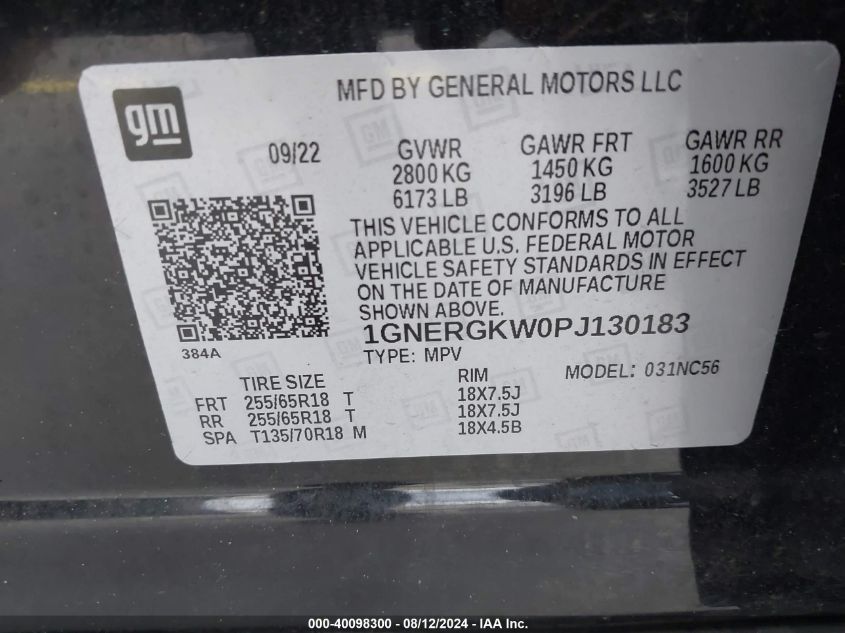 MFD BY GENERAL MOTORS LLC
gm
09/22
GVWR
2800 KG
6173 LB
GAWR FRT
1450 KG
3196 LB
GAWR RR
1600 KG
3527 LB
THIS VEHICLE CONFORMS TO ALL
APPLICABLE U.S. FEDERAL MOTOR
VEHICLE SAFETY STANDARDS IN EFFECT
ON THE DATE OF MANUFACTURE
SHOWN ABOVE.
1GNERGKW0PJ130183
384A
TYPE: MPV
MODEL: 031NC56
TIRE SIZE RIM
FRT 255/65R18 T 18X7.5J
RR 255/65R18 T 18X7.5J
SPA T135/70R18 M 18X4.5B
000-40098300 - 08/12/2024 - IAA Inc.